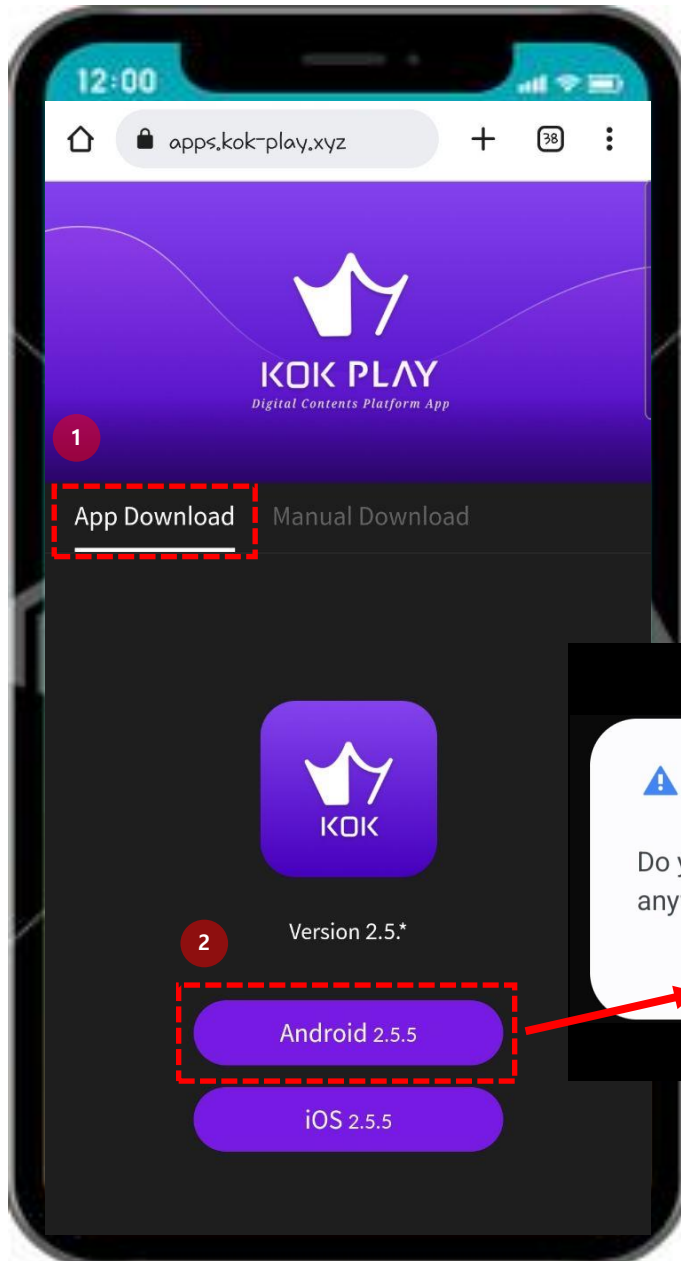 12:00
apps.kok-play.xyz
38
KOK PLAY
Digital Contents Platform App
1
App Download
Manual Download
KOK
Version 2.5.*
2
Android 2.5.5
iOS 2.5.5
Do